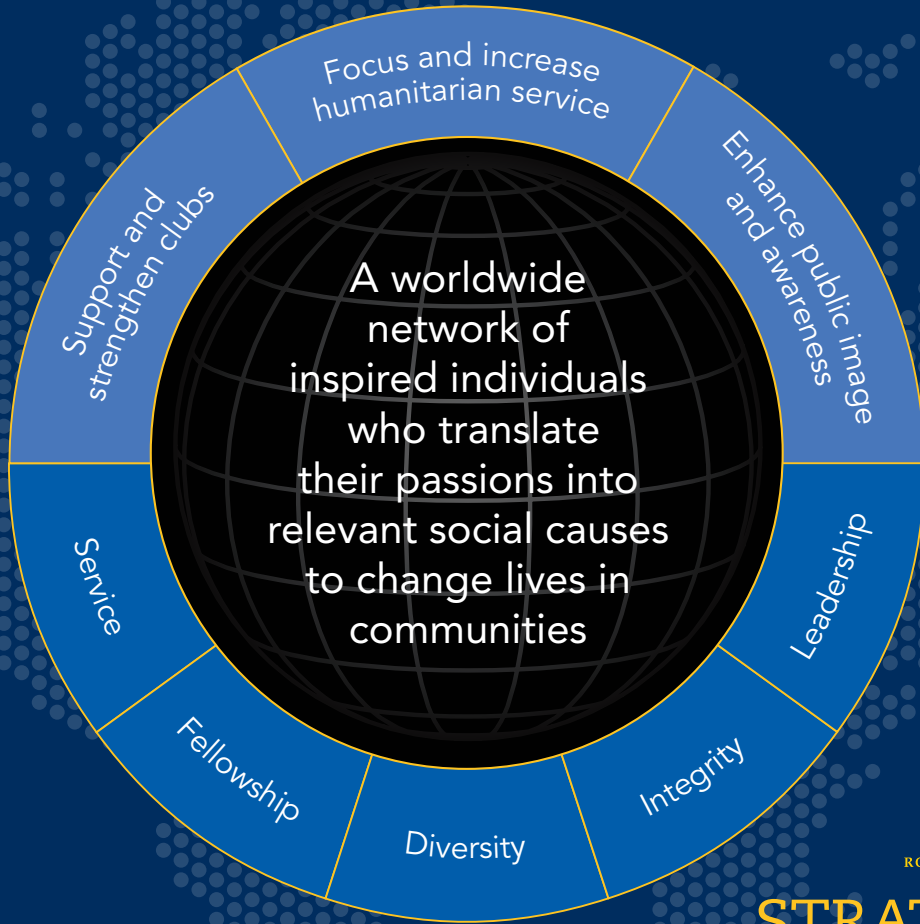 Focus and increase
humanitarian service
Enhance public image
and awareness
Support and
strengthen clubs
A worldwide
network of
inspired individuals
who translate
their passions into
relevant social causes
to change lives in
communities
Service
Fellowship
Diversity
Integrity
Leadership